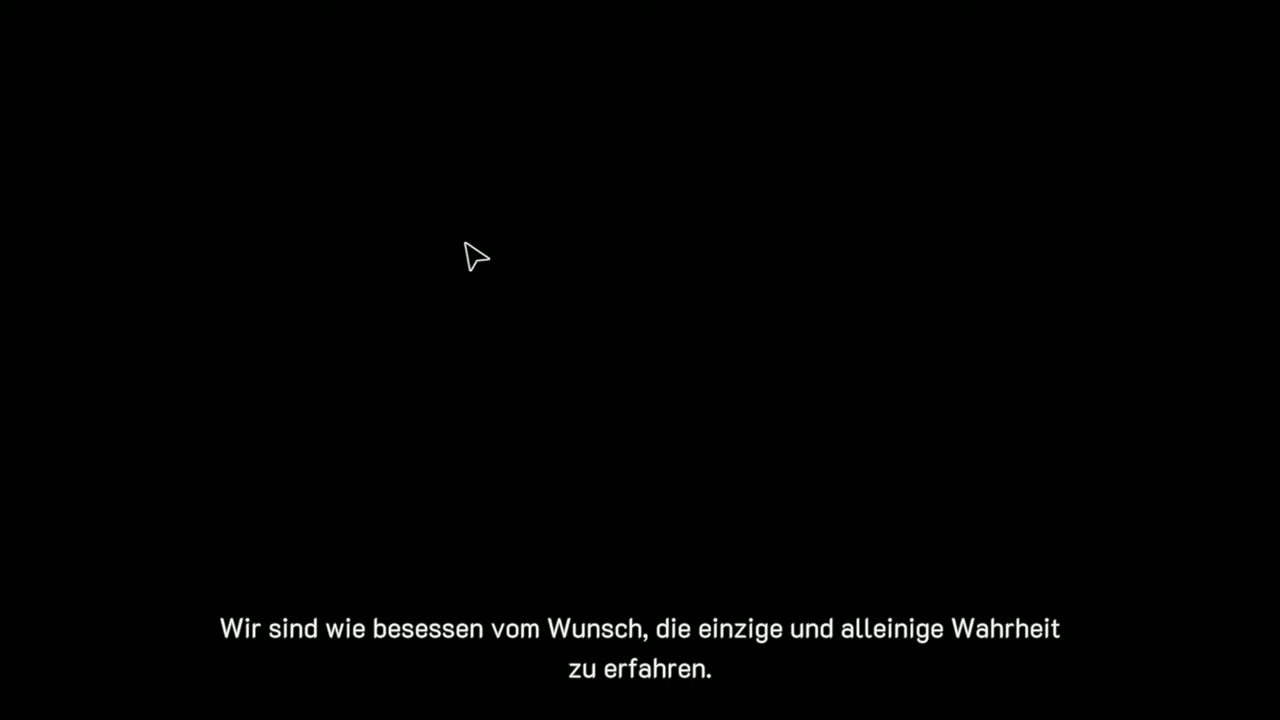 Wir sind wie besessen vom Wunsch, die einzige und alleinige Wahrheit
zu erfahren.